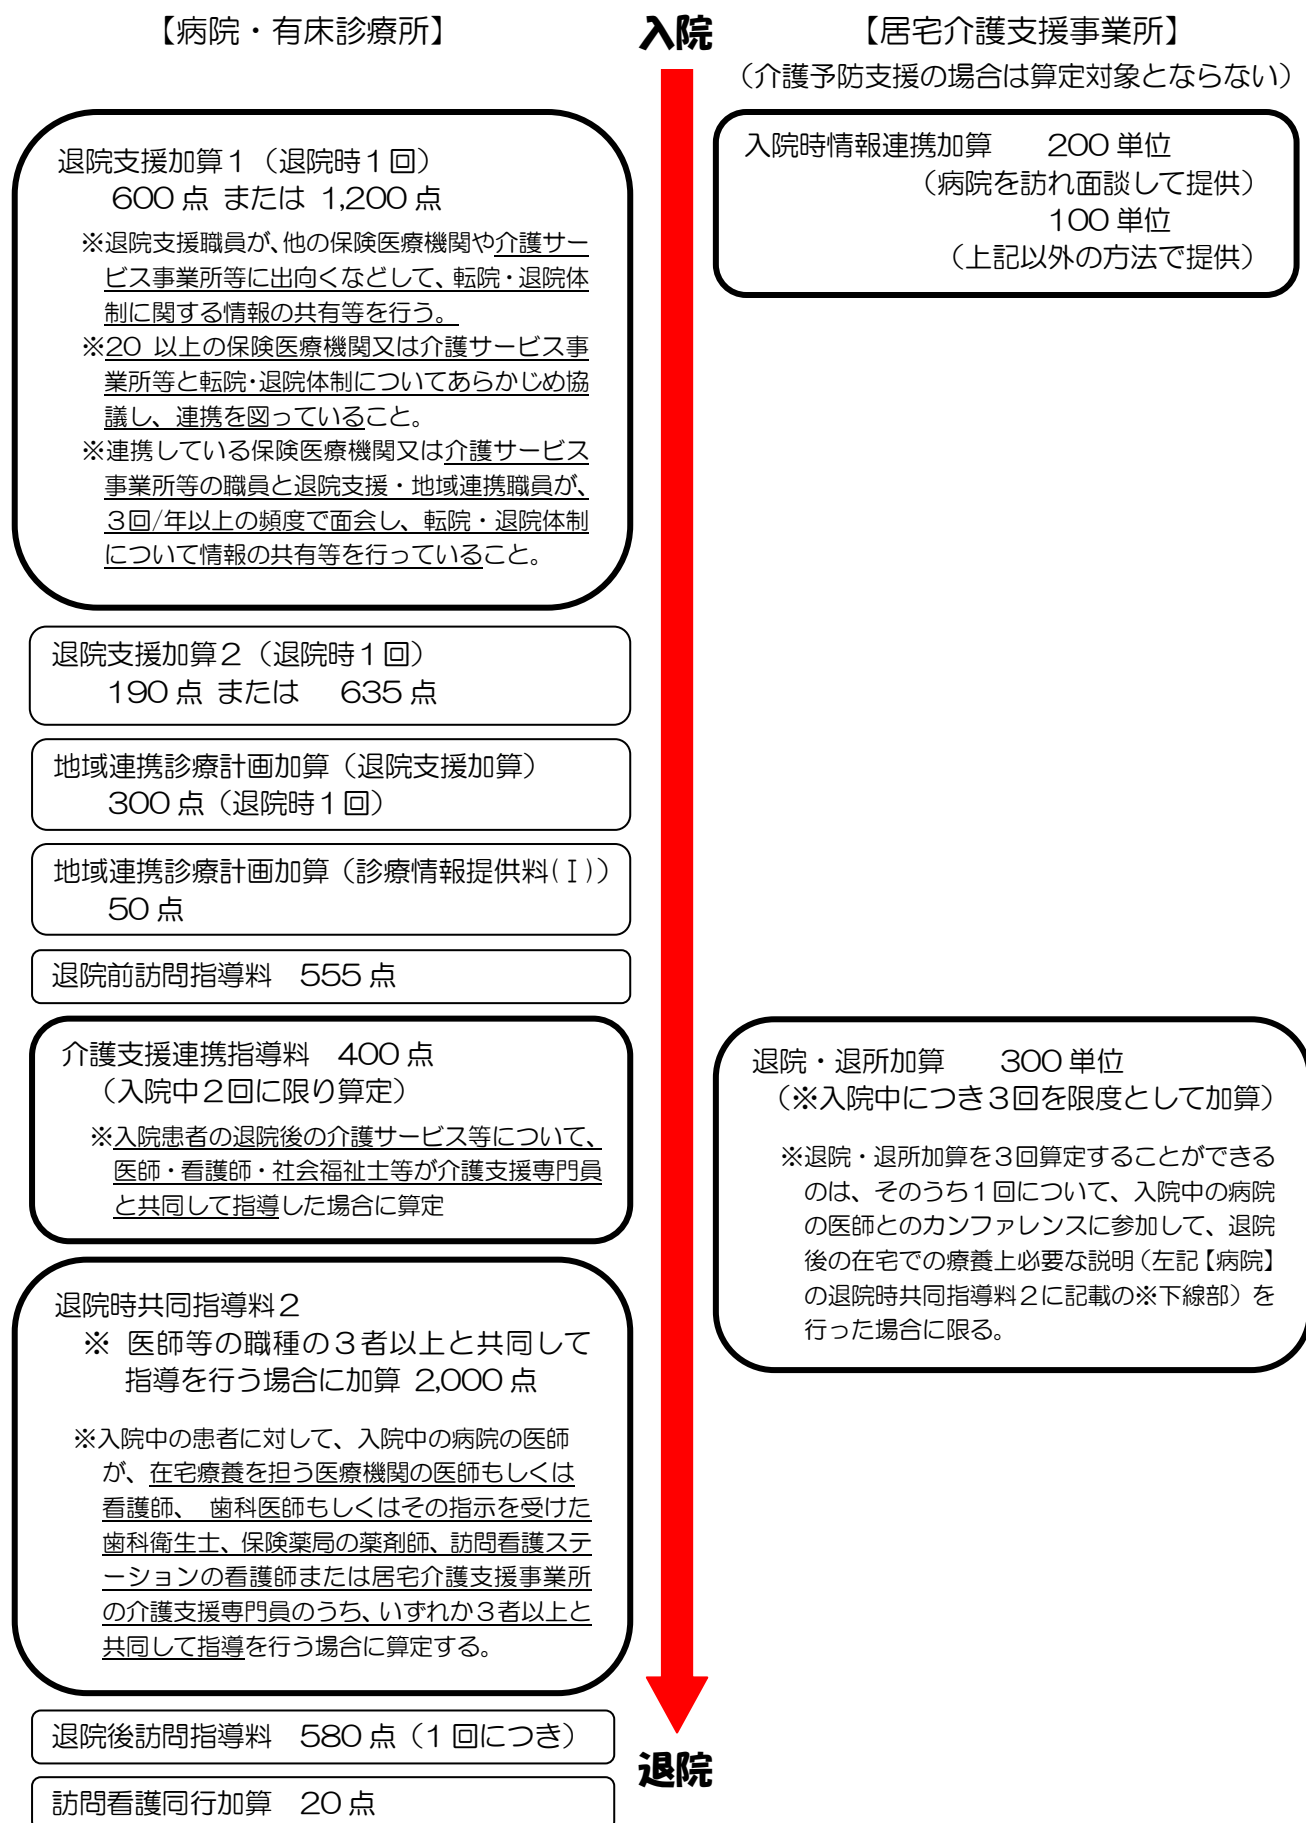 【病院・有床診療所】
入院
【居宅介護支援事業所】
（介護予防支援の場合は算定対象とならない）
退院支援加算１（退院時１回）
600 点 または 1,200 点
※退院支援職員が、他の保険医療機関や介護サー
ビス事業所等に出向くなどして、転院・退院体
制に関する情報の共有等を行う。
※20 以上の保険医療機関又は介護サービス事
業所等と転院・退院体制についてあらかじめ協
議し、連携を図っていること。
※連携している保険医療機関又は介護サービス
事業所等の職員と退院支援・地域連携職員が、
３回/年以上の頻度で面会し、転院・退院体制
について情報の共有等を行っていること。
入院時情報連携加算　200 単位
（病院を訪れ面談して提供）
100 単位
（上記以外の方法で提供）
退院支援加算２（退院時１回）
190 点 または　635 点
地域連携診療計画加算（退院支援加算）
300 点（退院時１回）
地域連携診療計画加算（診療情報提供料(Ⅰ)）
50 点
退院前訪問指導料　555 点
介護支援連携指導料　400 点
（入院中２回に限り算定）
※入院患者の退院後の介護サービス等について、
医師・看護師・社会福祉士等が介護支援専門員
と共同して指導した場合に算定
退院・退所加算　300 単位
（※入院中につき３回を限度として加算）
※退院・退所加算を３回算定することができる
のは、そのうち１回について、入院中の病院
の医師とのカンファレンスに参加して、退院
後の在宅での療養上必要な説明（左記【病院】
の退院時共同指導料２に記載の※下線部）を
行った場合に限る。
退院時共同指導料２
※ 医師等の職種の３者以上と共同して
指導を行う場合に加算 2,000 点
※入院中の患者に対して、入院中の病院の医師
が、在宅療養を担う医療機関の医師もしくは
看護師、 歯科医師もしくはその指示を受けた
歯科衛生士、保険薬局の薬剤師、訪問看護ステ
ーションの看護師または居宅介護支援事業所
の介護支援専門員のうち、いずれか３者以上と
共同して指導を行う場合に算定する。
退院後訪問指導料　580 点（１回につき）
退院
訪問看護同行加算　20 点